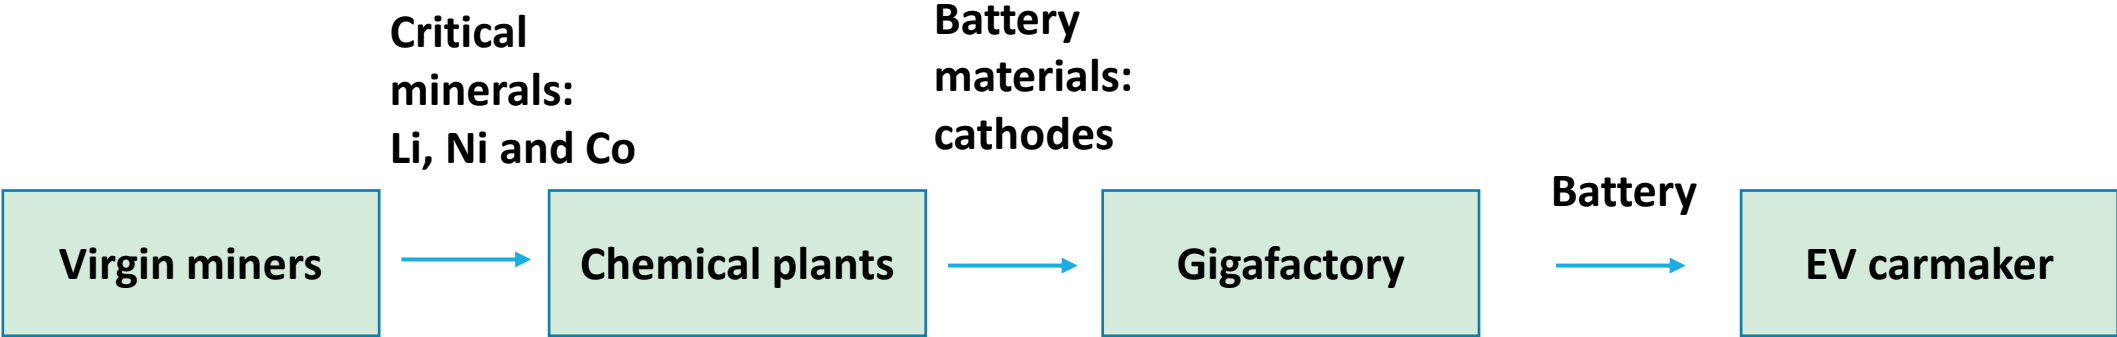 Critical
minerals:
Li, Ni and Co
Battery
materials:
cathodes
Battery
Virgin miners
Chemical plants
Gigafactory
EV carmaker